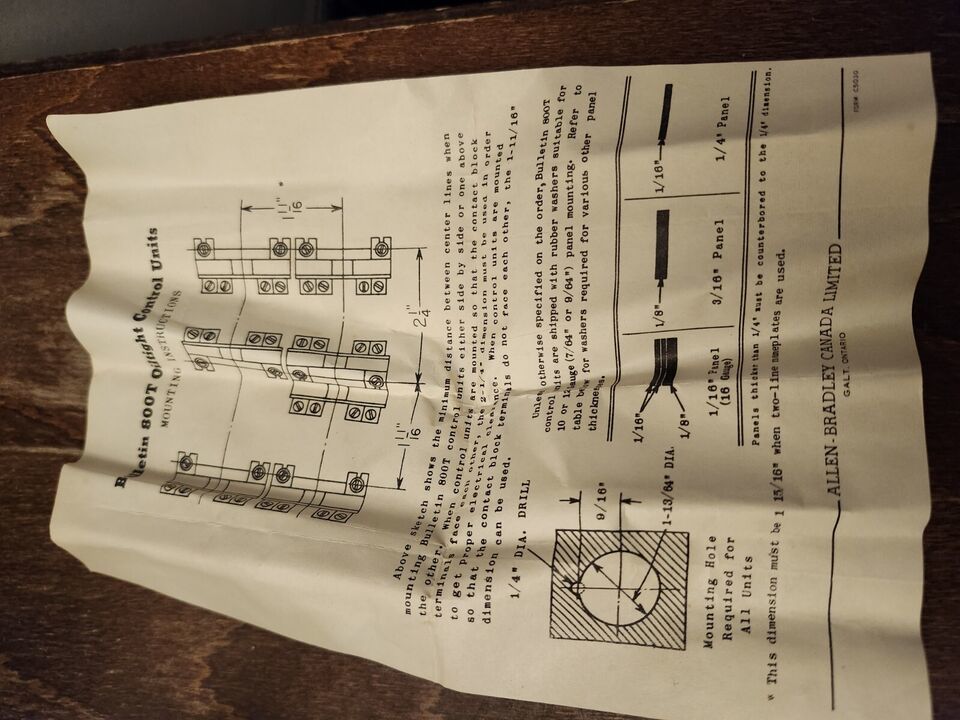 Bulletin 800T Oiltight Control Units
MOUNTING INSTRUCTIONS
1-1/16"
2 1/4"
1 11/16" *
Above sketch shows the minimum distance between center lines when
mounting Bulletin 800T control units either side by side or one above
the other. When control units are mounted so that the contact block
terminals face each other, the 2-1/4" dimension must be used in order
to get proper electrical clearance. When control units are mounted
so that the contact block terminals do not face each other, the 1-11/16"
dimension can be used.
1/4" DIA. DRILL
9/16"
1-13/64" DIA.
Mounting Hole
Required for
All Units
Unless otherwise specified on the order, Bulletin 800T
control units are shipped with rubber washers suitable for
10 or 12 gauge (7/64" or 9/64") panel mounting. Refer to
table below for washers required for various other panel
thicknesses.
1/16"
1/8"
1/8"
1/16"
1/16" Panel
(16 Gauge)
3/16" Panel
1/4" Panel
Panels thicker than 1/4" must be counterbored to the 1/4" dimension.
* This dimension must be 1 15/16" when two-line nameplates are used.
ALLEN-BRADLEY CANADA LIMITED
GALT, ONTARIO
FORM C5030